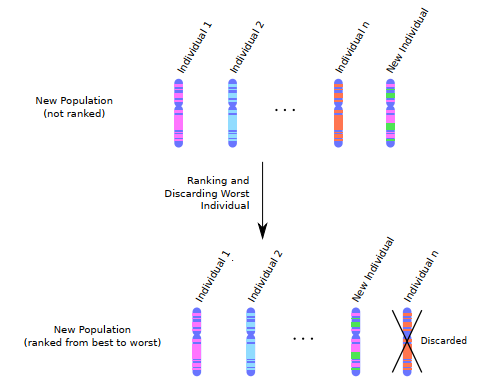 Individual 1
Individual 2
Individual n
New Individual
New Population
(not ranked)
. . .
Ranking and
Discarding Worst
Individual
Individual 1
Individual 2
New Individual
Individual n
New Population
(ranked from best to worst)
. . .
Discarded